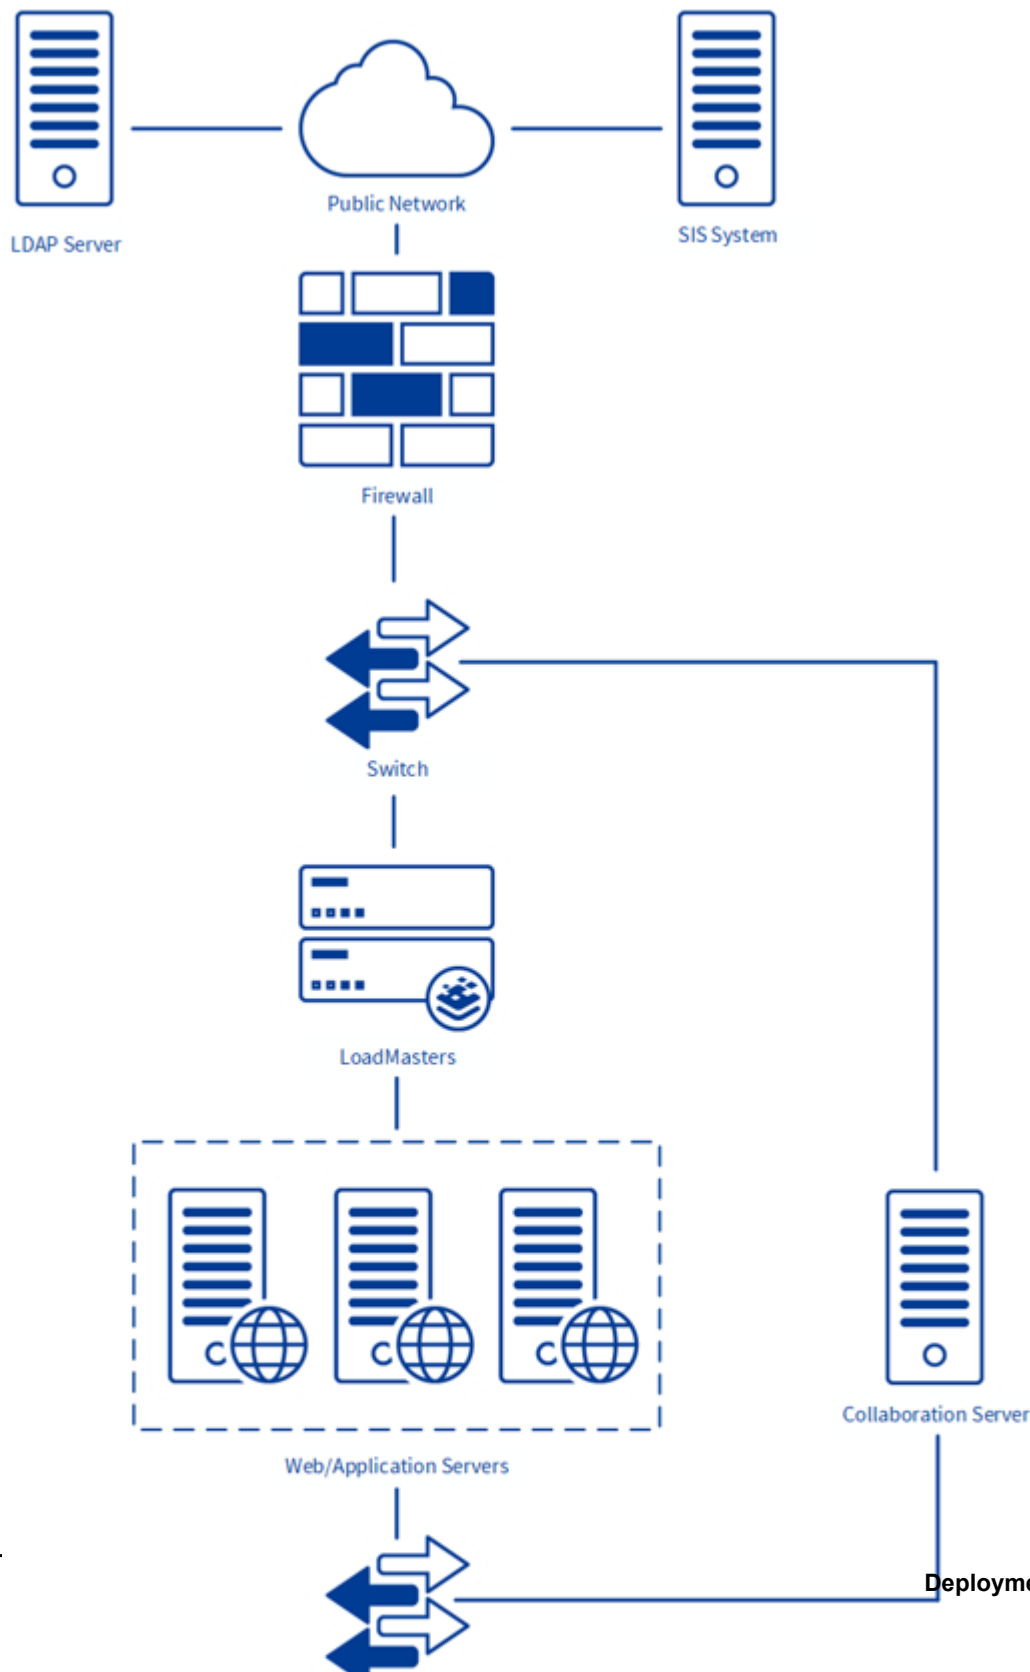 Public Network
LDAP Server
SIS System
Firewall
Switch
LoadMasters
Collaboration Server
Web/Application Servers